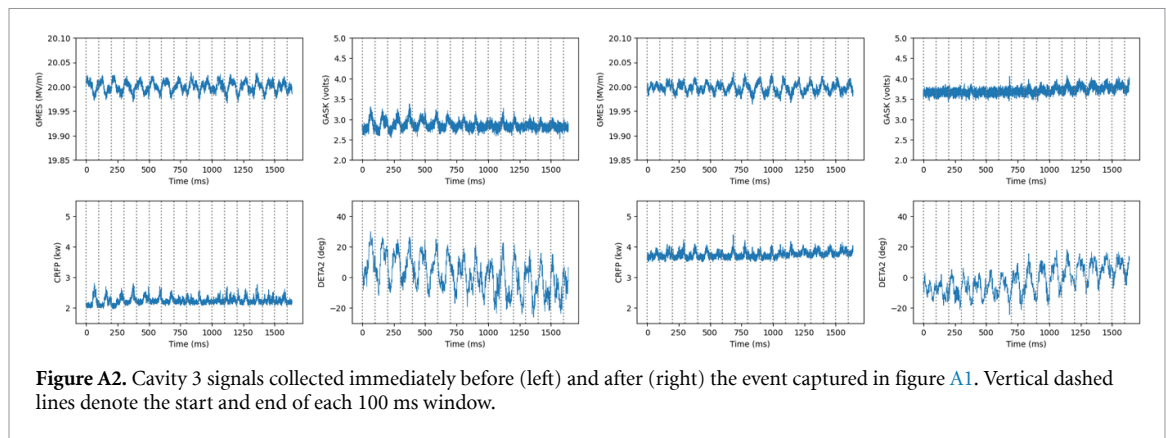 20.10
20.05
20.00
19.95
19.90
19.85
GMES (MV/m)
0 250 500 750 1000 1250 1500
Time (ms)
5.0
4.5
4.0
3.5
3.0
2.5
2.0
GASK (volts)
0 250 500 750 1000 1250 1500
Time (ms)
20.10
20.05
20.00
19.95
19.90
19.85
GMES (MV/m)
0 250 500 750 1000 1250 1500
Time (ms)
5.0
4.5
4.0
3.5
3.0
2.5
2.0
GASK (volts)
0 250 500 750 1000 1250 1500
Time (ms)
5
4
3
2
CRFP (kw)
0 250 500 750 1000 1250 1500
Time (ms)
40
20
0
−20
DETA2 (deg)
0 250 500 750 1000 1250 1500
Time (ms)
5
4
3
2
CRFP (kw)
0 250 500 750 1000 1250 1500
Time (ms)
40
20
0
−20
DETA2 (deg)
0 250 500 750 1000 1250 1500
Time (ms)
Figure A2. Cavity 3 signals collected immediately before (left) and after (right) the event captured in figure A1. Vertical dashed
lines denote the start and end of each 100 ms window.